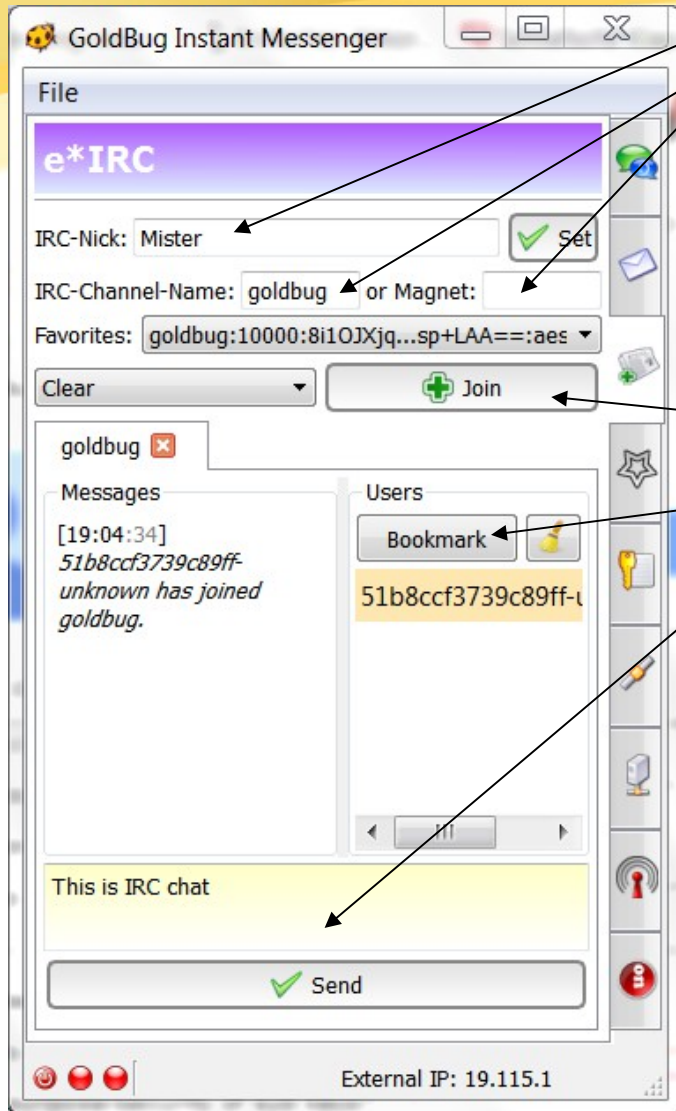 GoldBug Instant Messenger
File
e*IRC
IRC-Nick: Mister Set
IRC-Channel-Name: goldbug or Magnet:
Favorites: goldbug:10000:8i1OJXjq...sp+LAA==:aes
Clear Join
goldbug
Messages Users
[19:04:34] Bookmark
51b8ccf3739c89ff-
unknown has joined 51b8ccf3739c89ff-u
goldbug.
This is IRC chat
Send
External IP: 19.115.1